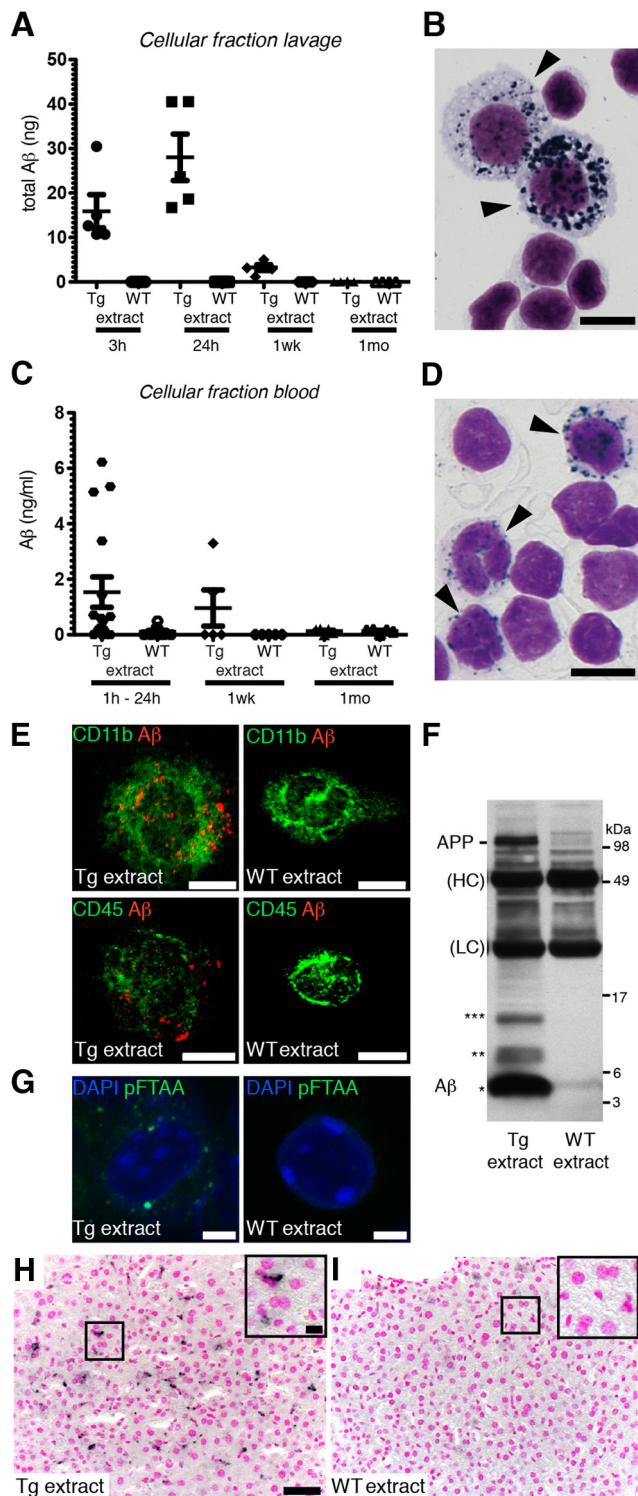 A
Cellular fraction lavage
total Aβ (ng)
50
40
30
20
10
0
Tg WT Tg WT Tg WT Tg WT
extract extract extract extract
3h 24h 1wk 1mo
B
C
Cellular fraction blood
Aβ (ng/ml)
8
6
4
2
0
Tg WT Tg WT Tg WT
extract extract extract
1h - 24h 1wk 1mo
D
E
CD11b Aβ
Tg extract
CD11b Aβ
WT extract
CD45 Aβ
Tg extract
CD45 Aβ
WT extract
F
kDa
APP
98
(HC)
49
(LC)
17
***
**
6
Aβ *
3
Tg WT
extract extract
G
DAPI pFTAA
Tg extract
DAPI pFTAA
WT extract
H
Tg extract
I
WT extract